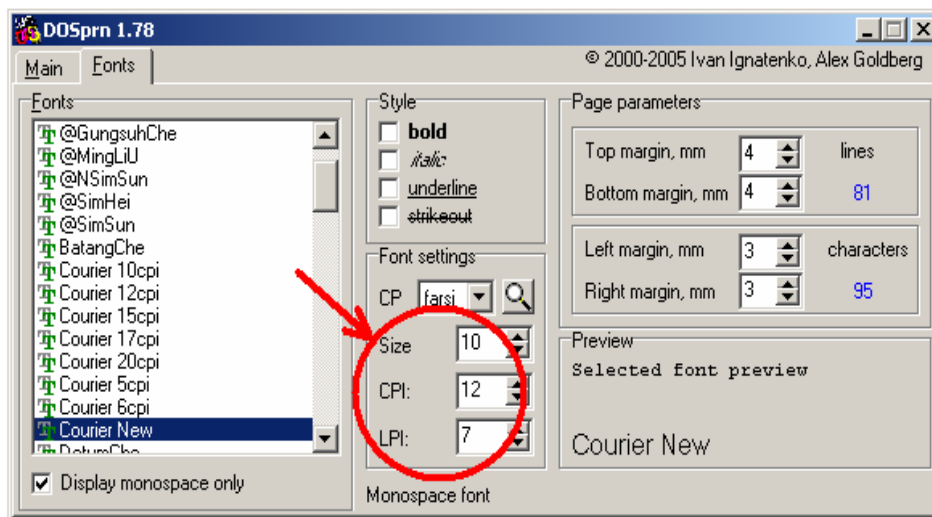 DOSprn 1.78
Main
Fonts
© 2000-2005 Ivan Ignatenko, Alex Goldberg
Fonts
@GungsuhChe
@MingLiU
@NSimSun
@SimHei
@SimSun
BatangChe
Courier 10cpi
Courier 12cpi
Courier 15cpi
Courier 17cpi
Courier 20cpi
Courier 5cpi
Courier 6cpi
Courier New
Display monospace only
Style
bold
italic
underline
strikeout
Font settings
CP farsi
Size 10
CPI: 12
LPI: 7
Monospace font
Page parameters
Top margin, mm 4 lines
Bottom margin, mm 4 81
Left margin, mm 3 characters
Right margin, mm 3 95
Preview
Selected font preview
Courier New